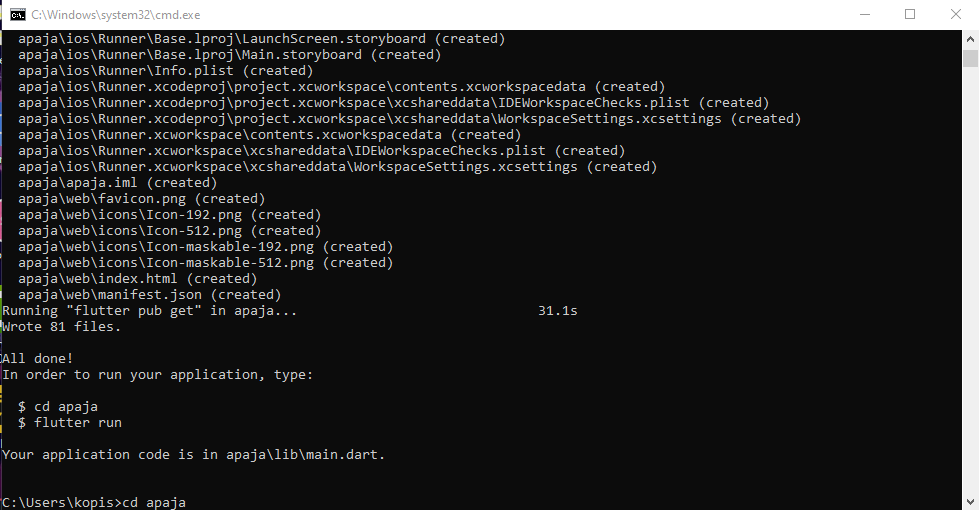 C:\Windows\system32\cmd.exe
apaja\ios\Runner\Base.lproj\LaunchScreen.storyboard (created)
apaja\ios\Runner\Base.lproj\Main.storyboard (created)
apaja\ios\Runner\Info.plist (created)
apaja\ios\Runner.xcodeproj\project.xcworkspace\contents.xcworkspacedata (created)
apaja\ios\Runner.xcodeproj\project.xcworkspace\xcshareddata\IDEWorkspaceChecks.plist (created)
apaja\ios\Runner.xcodeproj\project.xcworkspace\xcshareddata\WorkspaceSettings.xcsettings (created)
apaja\ios\Runner.xcworkspace\contents.xcworkspacedata (created)
apaja\ios\Runner.xcworkspace\xcshareddata\IDEWorkspaceChecks.plist (created)
apaja\ios\Runner.xcworkspace\xcshareddata\WorkspaceSettings.xcsettings (created)
apaja\apaja.iml (created)
apaja\web\favicon.png (created)
apaja\web\icons\Icon-192.png (created)
apaja\web\icons\Icon-512.png (created)
apaja\web\icons\Icon-maskable-192.png (created)
apaja\web\icons\Icon-maskable-512.png (created)
apaja\web\index.html (created)
apaja\web\manifest.json (created)
Running "flutter pub get" in apaja... 31.1s
Wrote 81 files.
All done!
In order to run your application, type:
$ cd apaja
$ flutter run
Your application code is in apaja\lib\main.dart.
C:\Users\kopis>cd apaja